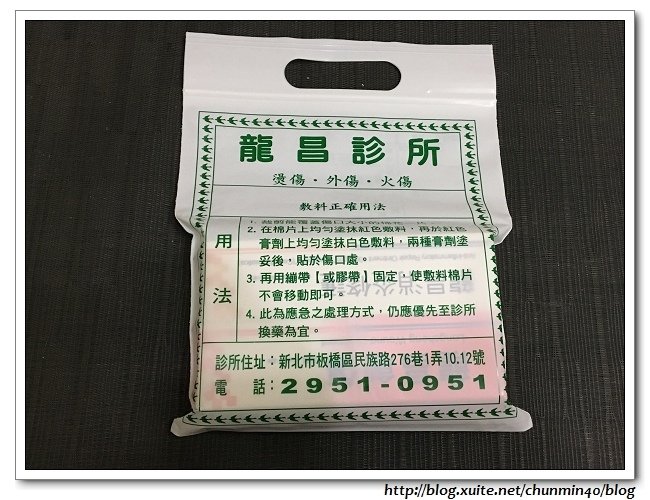 龍昌診所
燙傷．外傷．火傷
敷料正確用法
用法
2. 在棉片上均勻塗抹紅色敷料，再於紅色
膏劑上均勻塗抹白色敷料，兩種膏劑塗
妥後，貼於傷口處。
3. 再用繃帶【或膠帶】固定，使敷料棉片
不會移動即可。
4. 此為應急之處理方式，仍應優先至診所
換藥為宜。
診所住址：新北市板橋區民族路276巷1弄10.12號
電話：2951-0951
http://blog.xuite.net/chunmin40/blog